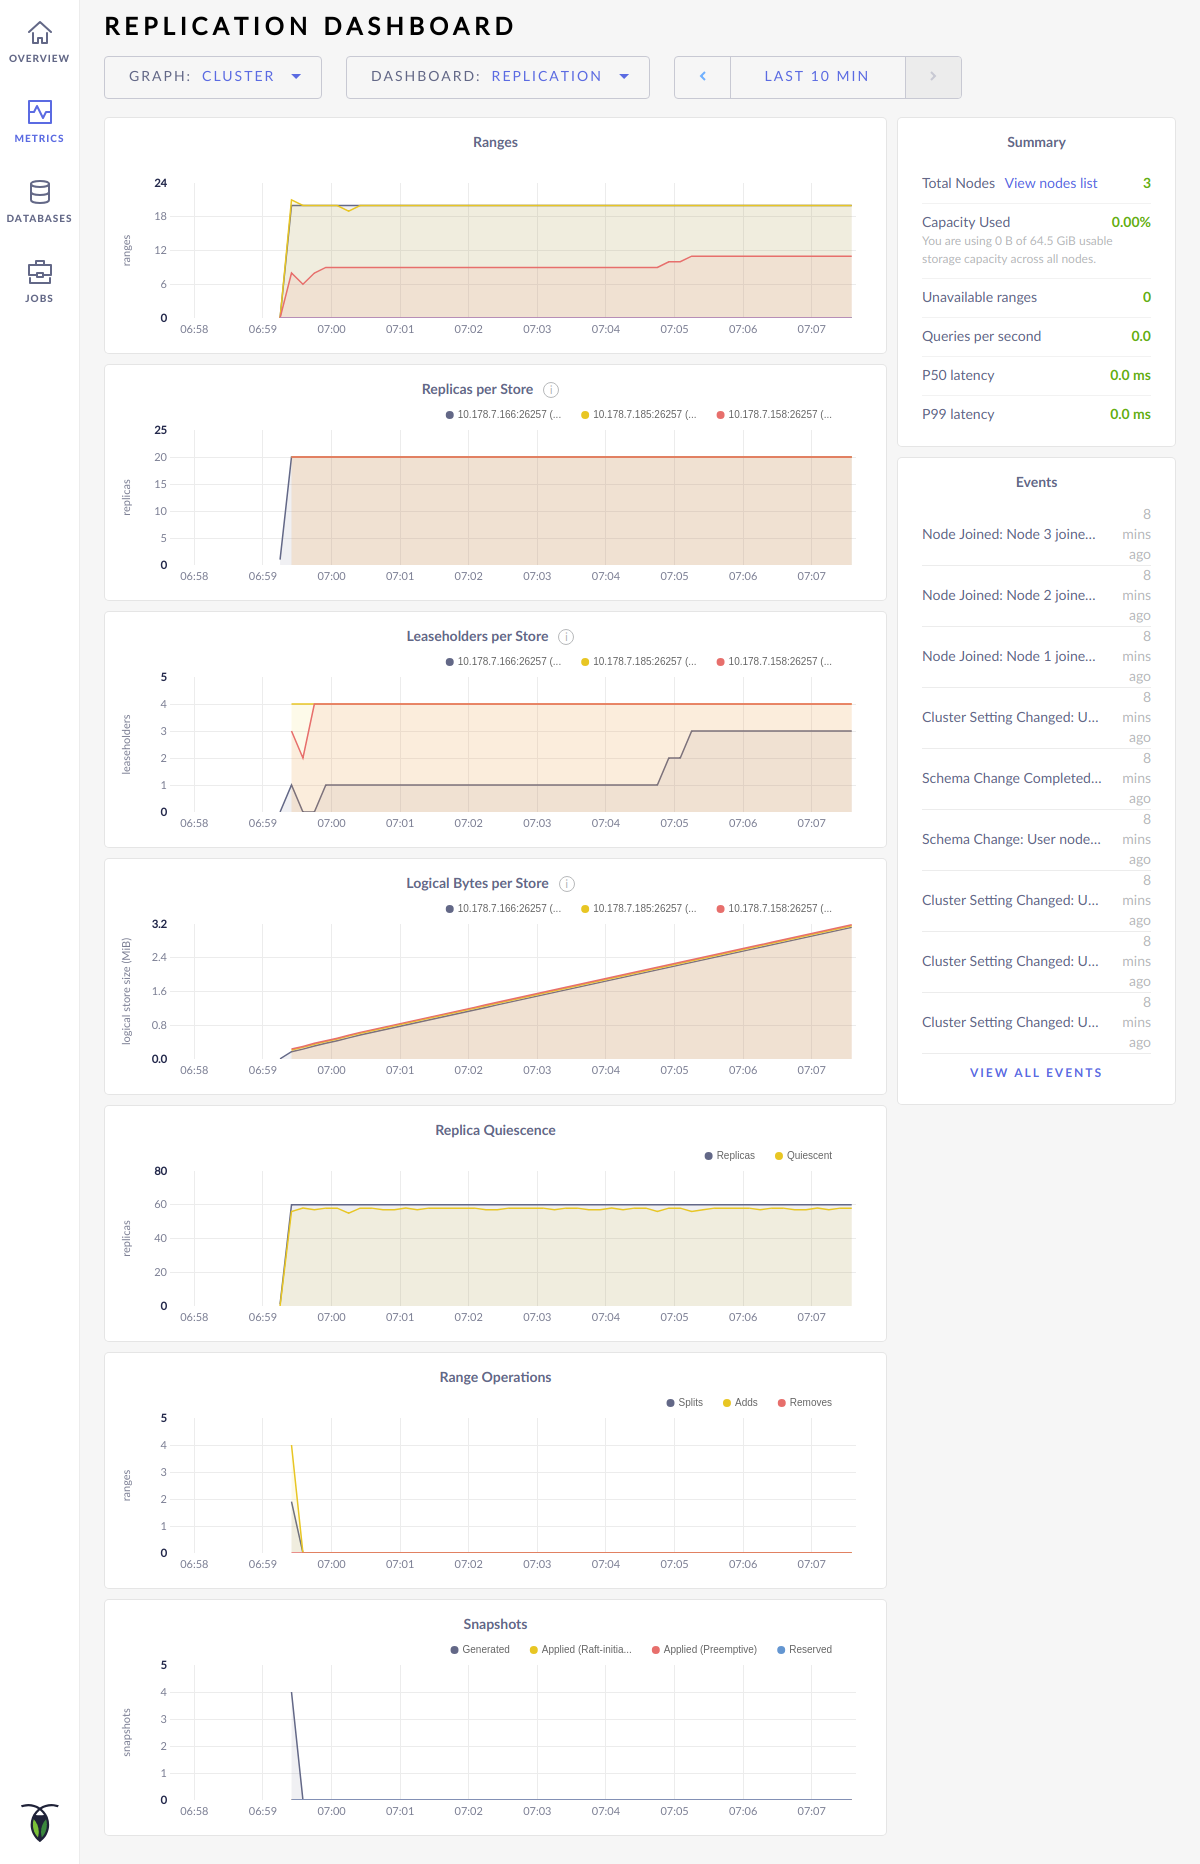 REPLICATION DASHBOARD
OVERVIEW
METRICS
DATABASES
JOBS
GRAPH: CLUSTER
DASHBOARD: REPLICATION
LAST 10 MIN
Ranges
24
18
12
6
0
ranges
06:58 06:59 07:00 07:01 07:02 07:03 07:04 07:05 07:06 07:07
Replicas per Store
10.178.7.166:26257 (... 10.178.7.185:26257 (... 10.178.7.158:26257 (...
25
20
15
10
5
0
replicas
06:58 06:59 07:00 07:01 07:02 07:03 07:04 07:05 07:06 07:07
Leaseholders per Store
10.178.7.166:26257 (... 10.178.7.185:26257 (... 10.178.7.158:26257 (...
5
4
3
2
1
0
leaseholders
06:58 06:59 07:00 07:01 07:02 07:03 07:04 07:05 07:06 07:07
Logical Bytes per Store
10.178.7.166:26257 (... 10.178.7.185:26257 (... 10.178.7.158:26257 (...
3.2
2.4
1.6
0.8
0.0
logical store size (MiB)
06:58 06:59 07:00 07:01 07:02 07:03 07:04 07:05 07:06 07:07
Replica Quiescence
Replicas Quiescent
80
60
40
20
0
replicas
06:58 06:59 07:00 07:01 07:02 07:03 07:04 07:05 07:06 07:07
Range Operations
Splits Adds Removes
5
4
3
2
1
0
ranges
06:58 06:59 07:00 07:01 07:02 07:03 07:04 07:05 07:06 07:07
Snapshots
Generated Applied (Raft-initia... Applied (Preemptive) Reserved
5
4
3
2
1
0
snapshots
06:58 06:59 07:00 07:01 07:02 07:03 07:04 07:05 07:06 07:07
Summary
Total Nodes View nodes list 3
Capacity Used 0.00%
You are using 0 B of 64.5 GiB usable
storage capacity across all nodes.
Unavailable ranges 0
Queries per second 0.0
P50 latency 0.0 ms
P99 latency 0.0 ms
Events
Node Joined: Node 3 joine... 8 mins ago
Node Joined: Node 2 joine... 8 mins ago
Node Joined: Node 1 joine... 8 mins ago
Cluster Setting Changed: U... 8 mins ago
Schema Change Completed... 8 mins ago
Schema Change: User node... 8 mins ago
Cluster Setting Changed: U... 8 mins ago
Cluster Setting Changed: U... 8 mins ago
Cluster Setting Changed: U... 8 mins ago
VIEW ALL EVENTS